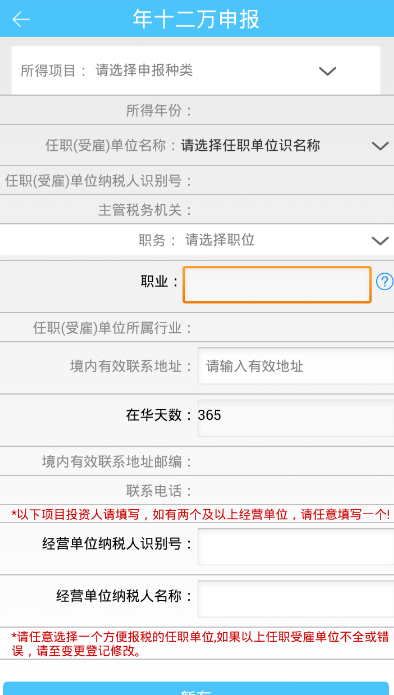 年十二万申报
所得项目： 请选择申报种类
所得年份：
任职(受雇)单位名称：请选择任职单位识名称
任职(受雇)单位纳税人识别号：
主管税务机关：
职务： 请选择职位
职业：
任职(受雇)单位所属行业：
境内有效联系地址： 请输入有效地址
在华天数：365
境内有效联系地址邮编：
联系电话：
*以下项目投资人请填写，如有两个及以上经营单位，请任意填写一个!
经营单位纳税人识别号：
经营单位纳税人名称：
*请任意选择一个方便报税的任职单位,如果以上任职受雇单位不全或错
误，请至变更登记修改。